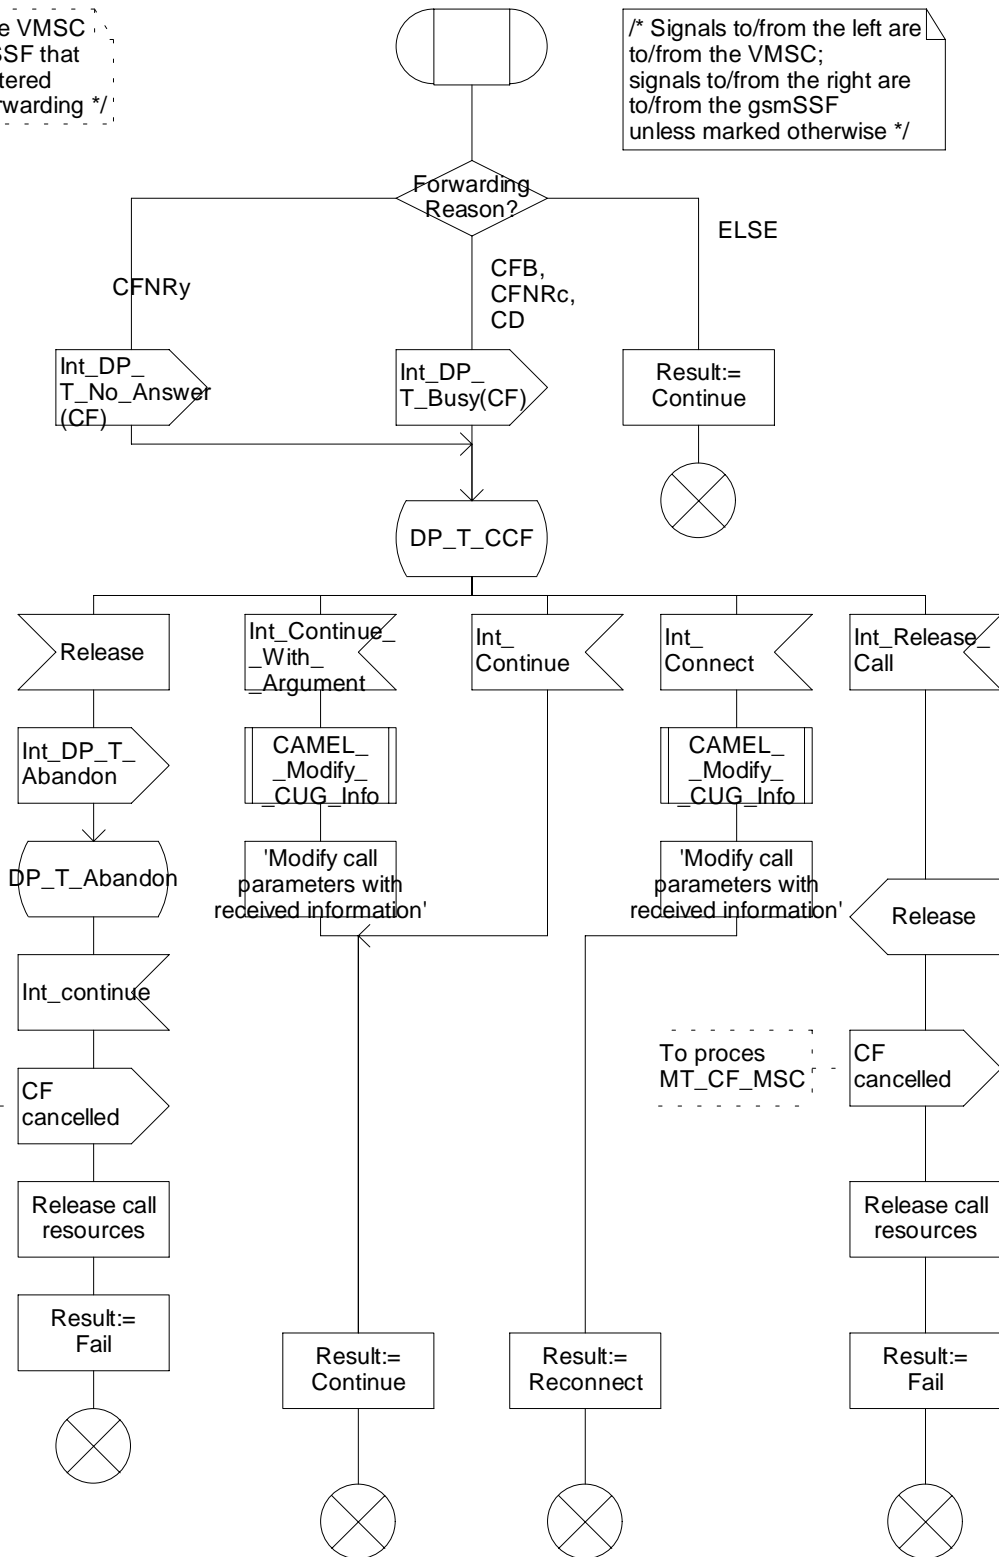 e VMSC
SSF that
tered
rwarding */
/* Signals to/from the left are
to/from the VMSC;
signals to/from the right are
to/from the gsmSSF
unless marked otherwise */
Forwarding
Reason?
CFNRy
CFB,
CFNRc,
CD
ELSE
Int_DP_
T_No_Answer
(CF)
Int_DP_
T_Busy(CF)
Result:=
Continue
DP_T_CCF
Release
Int_Continue_
_With_
_Argument
Int_
Continue
Int_
Connect
Int_Release_
Call
Int_DP_T_
Abandon
CAMEL_
_Modify_
_CUG_Info
CAMEL_
_Modify_
_CUG_Info
DP_T_Abandon
'Modify call
parameters with
received information'
'Modify call
parameters with
received information'
Release
Int_continue
To proces
MT_CF_MSC
CF
cancelled
CF
cancelled
Release call
resources
Release call
resources
Result:=
Fail
Result:=
Continue
Result:=
Reconnect
Result:=
Fail